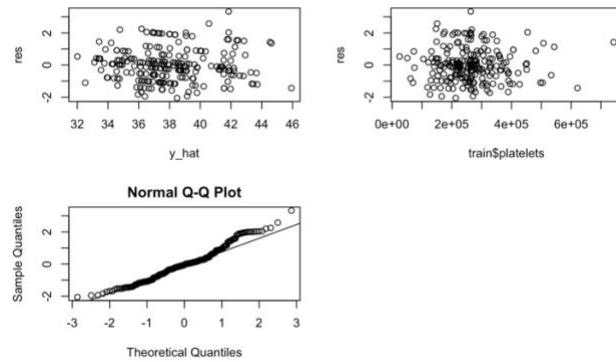 res
2
0
-2
32 34 36 38 40 42 44 46
y_hat
res
2
0
-2
0e+00 2e+05 4e+05 6e+05
train$platelets
Normal Q-Q Plot
Sample Quantiles
2
0
-2
-3 -2 -1 0 1 2 3
Theoretical Quantiles